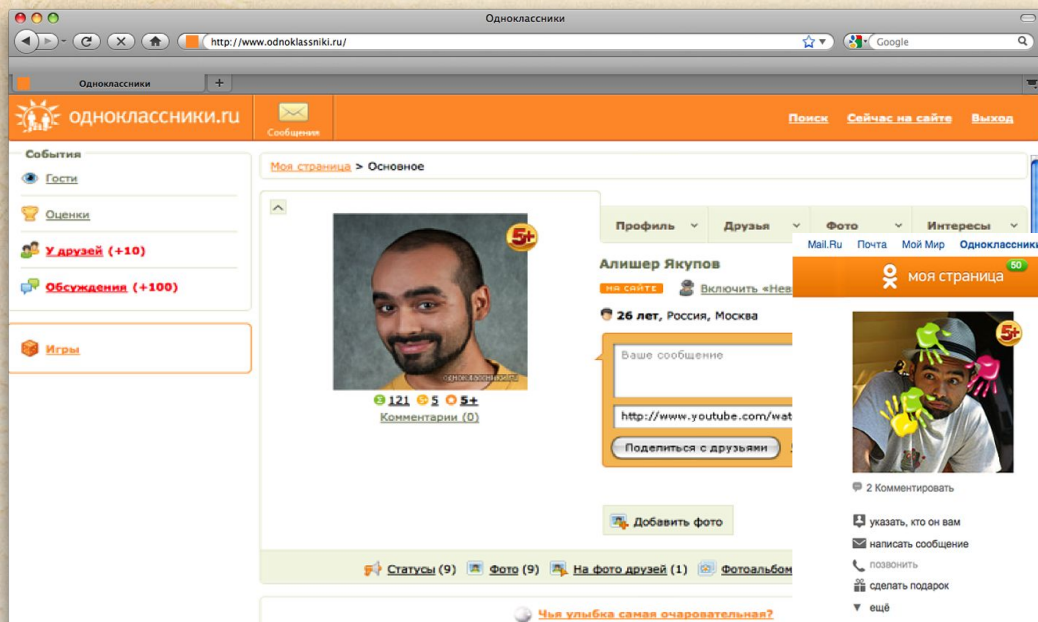 Одноклассники
http://www.odnoklassniki.ru/
Google
Одноклассники
одноклассники.ru
Сообщения
Поиск Сейчас на сайте Выход
События
Гости
Оценки
У друзей (+10)
Обсуждения (+100)
Игры
Моя страница > Основное
5+
одноклассники.ru
121 5 5+
Комментарии (0)
Профиль Друзья Фото Интересы
Алишер Якупов
НА САЙТЕ Включить «Нев
26 лет, Россия, Москва
Ваше сообщение
http://www.youtube.com/wat
Поделиться с друзьями
Добавить фото
Статусы (9) Фото (9) На фото друзей (1) Фотоальбом
Чья улыбка самая очаровательная?
Mail.Ru Почта Мой Мир Одноклассники
моя страница 50
5+
2 Комментировать
указать, кто он вам
написать сообщение
позвонить
сделать подарок
ещё